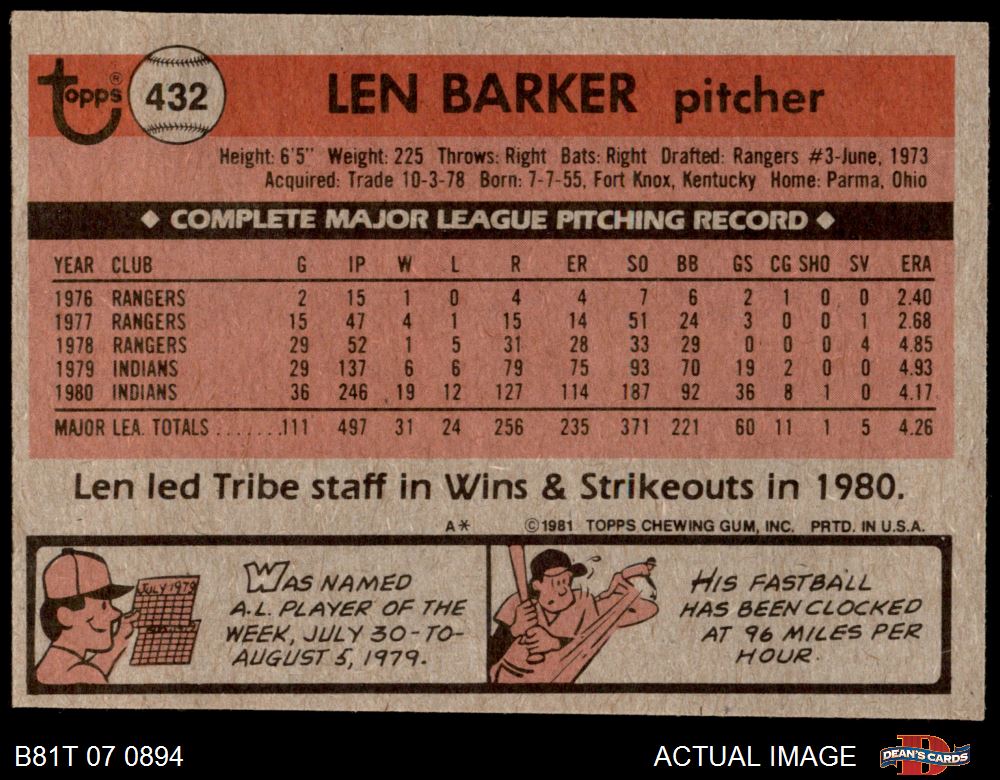 topps® 432 LEN BARKER pitcher
Height: 6'5" Weight: 225 Throws: Right Bats: Right Drafted: Rangers #3-June, 1973
Acquired: Trade 10-3-78 Born: 7-7-55, Fort Knox, Kentucky Home: Parma, Ohio
◆ COMPLETE MAJOR LEAGUE PITCHING RECORD ◆
YEAR CLUB G IP W L R ER SO BB GS CG SHO SV ERA
1976 RANGERS 2 15 1 0 4 4 7 6 2 1 0 0 2.40
1977 RANGERS 15 47 4 1 15 14 51 24 3 0 0 1 2.68
1978 RANGERS 29 52 1 5 31 28 33 29 0 0 0 4 4.85
1979 INDIANS 29 137 6 6 79 75 93 70 19 2 0 0 4.93
1980 INDIANS 36 246 19 12 127 114 187 92 36 8 1 0 4.17
MAJOR LEA. TOTALS .......111 497 31 24 256 235 371 221 60 11 1 5 4.26
Len led Tribe staff in Wins & Strikeouts in 1980.
A* ©1981 TOPPS CHEWING GUM, INC. PRTD. IN U.S.A.
JULY 1979
WAS NAMED
A.L. PLAYER OF THE
WEEK, JULY 30-TO-
AUGUST 5, 1979.
HIS FASTBALL
HAS BEEN CLOCKED
AT 96 MILES PER
HOUR.
B81T 07 0894 ACTUAL IMAGE DEAN'S CARDS